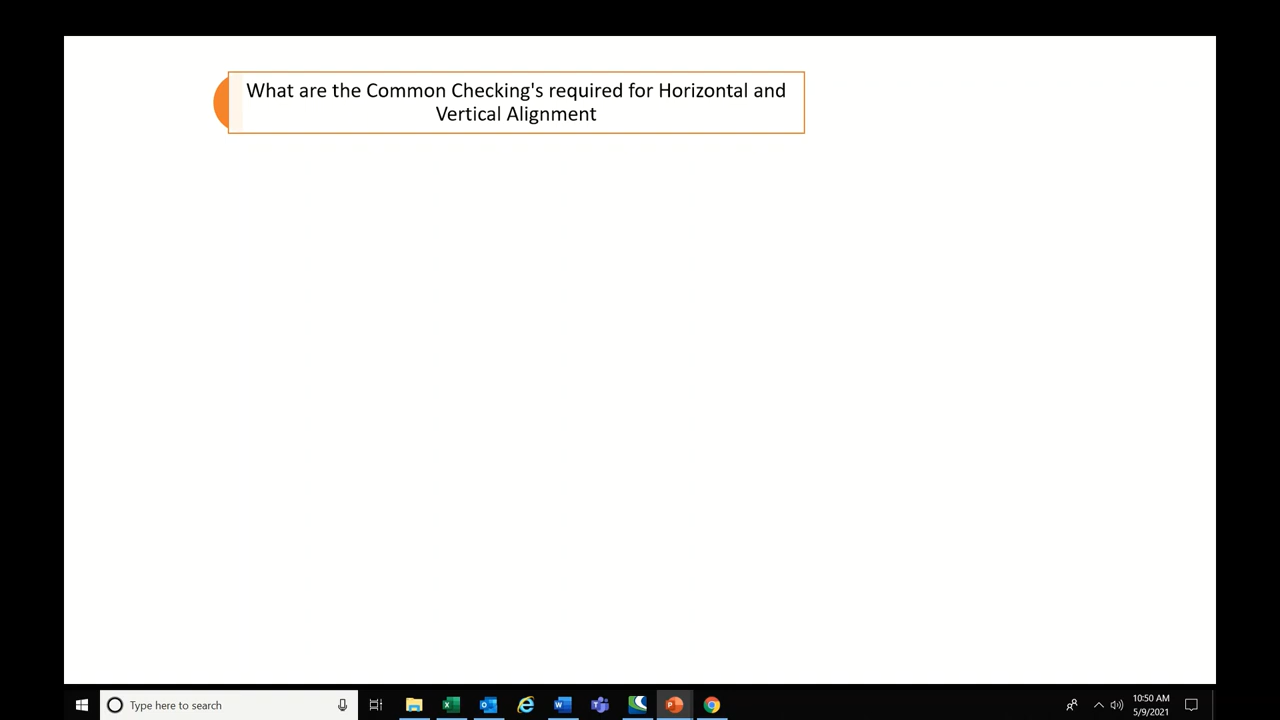 What are the Common Checking's required for Horizontal and
Vertical Alignment
Type here to search
10:50 AM
5/9/2021